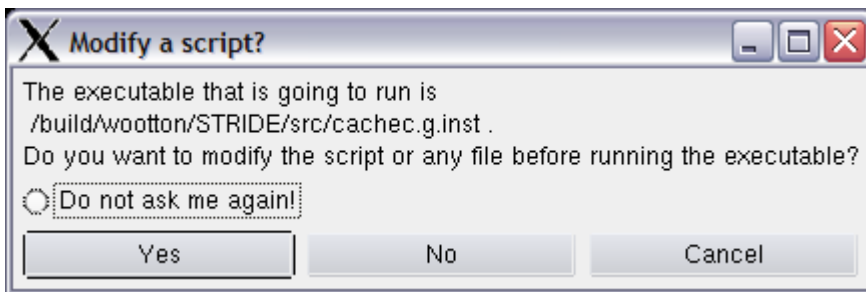 Modify a script?
The executable that is going to run is
/build/wootton/STRIDE/src/cachec.g.inst .
Do you want to modify the script or any file before running the executable?
Do not ask me again!
Yes No Cancel